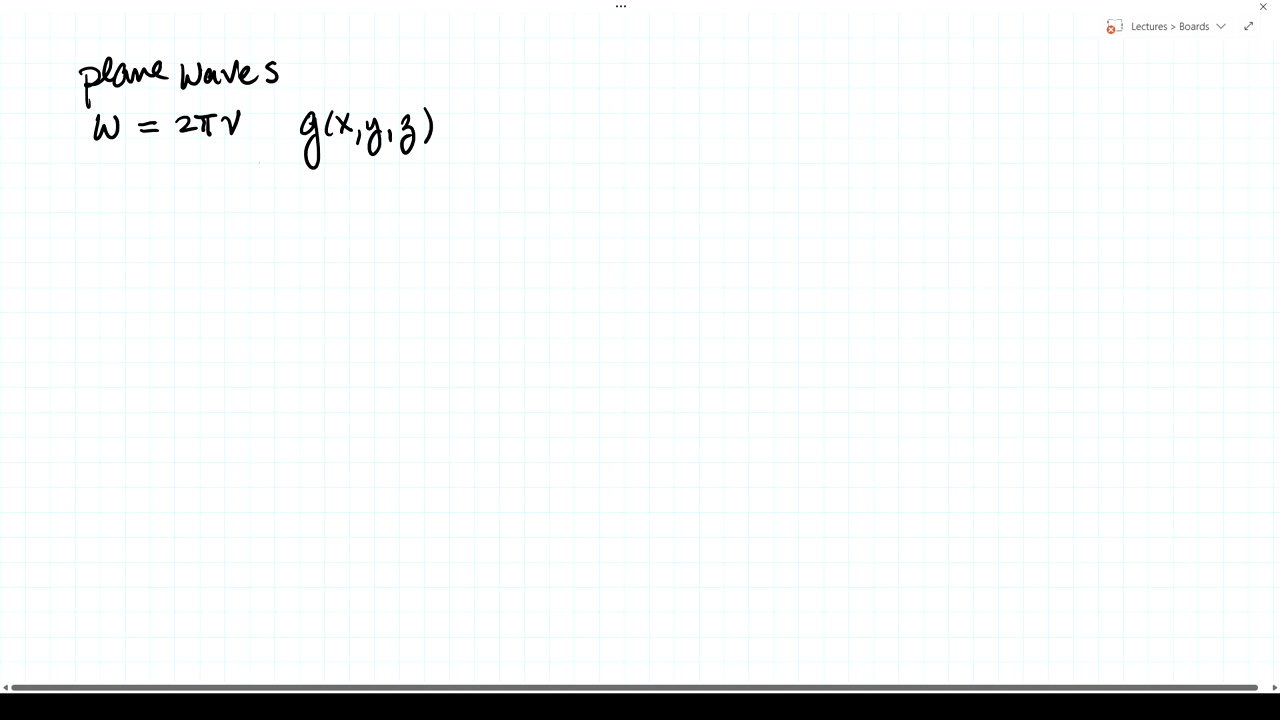 Lectures > Boards
plane waves
ω = 2πν g(x,y,z)